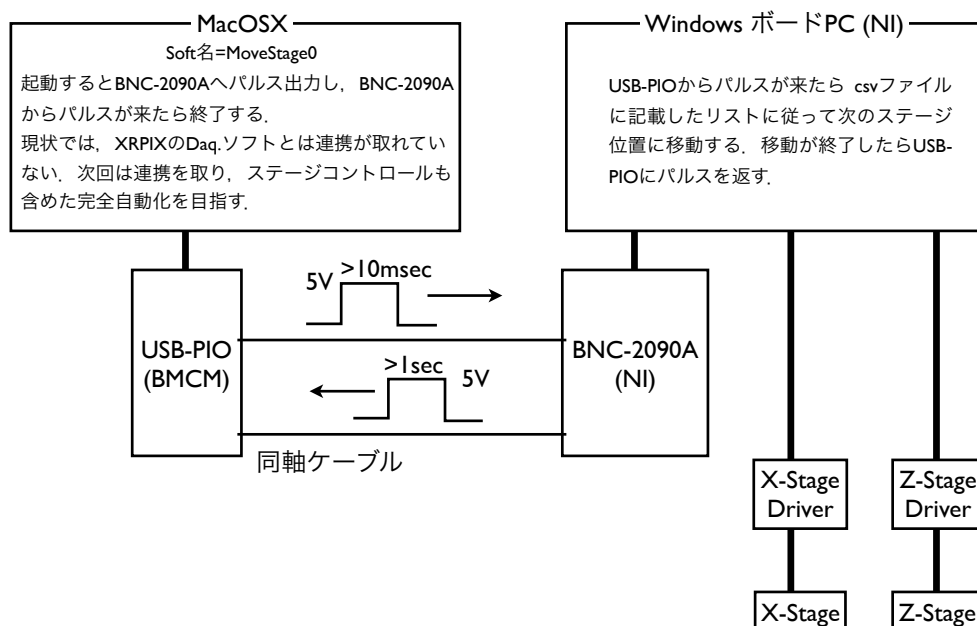 MacOSX
Soft名=MoveStage0
起動するとBNC-2090Aへパルス出力し，BNC-2090A
からパルスが来たら終了する．
現状では，XRPIXのDaq.ソフトとは連携が取れてい
ない．次回は連携を取り，ステージコントロールも
含めた完全自動化を目指す．
Windows ボードPC (NI)
USB-PIOからパルスが来たら csvファイル
に記載したリストに従って次のステージ
位置に移動する．移動が終了したらUSB-
PIOにパルスを返す．
5V
>10msec
USB-PIO
(BMCM)
>1sec
5V
BNC-2090A
(NI)
同軸ケーブル
X-Stage
Driver
Z-Stage
Driver
X-Stage
Z-Stage